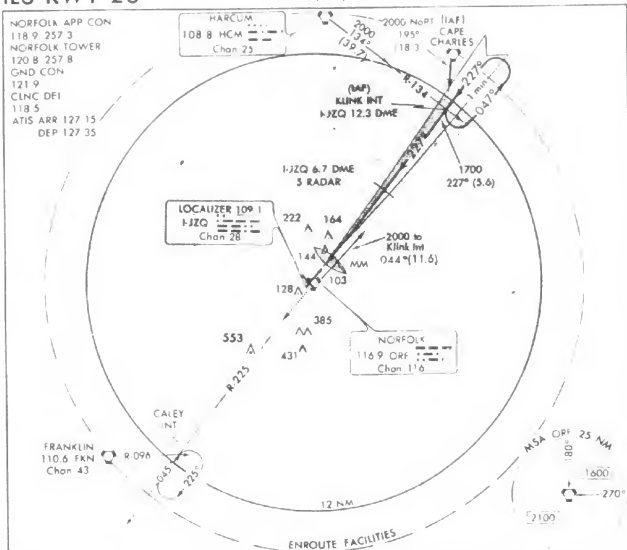 ILS RWY 23
NORFOLK APP CON
118 9 257 3
NORFOLK TOWER
120 8 257 8
GND CON
121 9
CLNC DEL
118 5
ATIS ARR 127 15
DEP 127 35
HARCUM
108 8 HCM
Chan 25
2000
134°
(39.7)
R-134
2000 NoPT (IAF)
195°
(18.3
CAPE
CHARLES
227°
1 min
047°
(IAF)
KLINK INT
I-JZQ 12.3 DME
227°
I-JZQ 6.7 DME
5 RADAR
1700
227° (5.6)
LOCALIZER 109 1
I-JZQ
Chan 28
222
164
144
MM
103
128
2000 to
Klink Int
044°(11.6)
385
431
553
R-225
NORFOLK
116 9 ORF
Chan 116
CALEY
INT
FRANKLIN
110.6 FKN
Chan 43
R-096
045°
225°
12 NM
ENROUTE FACILITIES
MSA ORF 25 NM
180°
1600
270°
2100